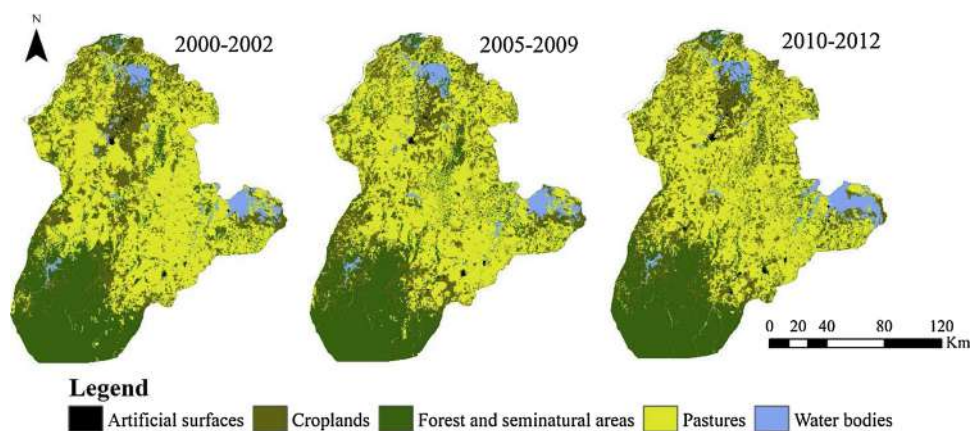 N
2000-2002
2005-2009
2010-2012
0 20 40 80 120
Km
Legend
Artificial surfaces Croplands Forest and seminatural areas Pastures Water bodies